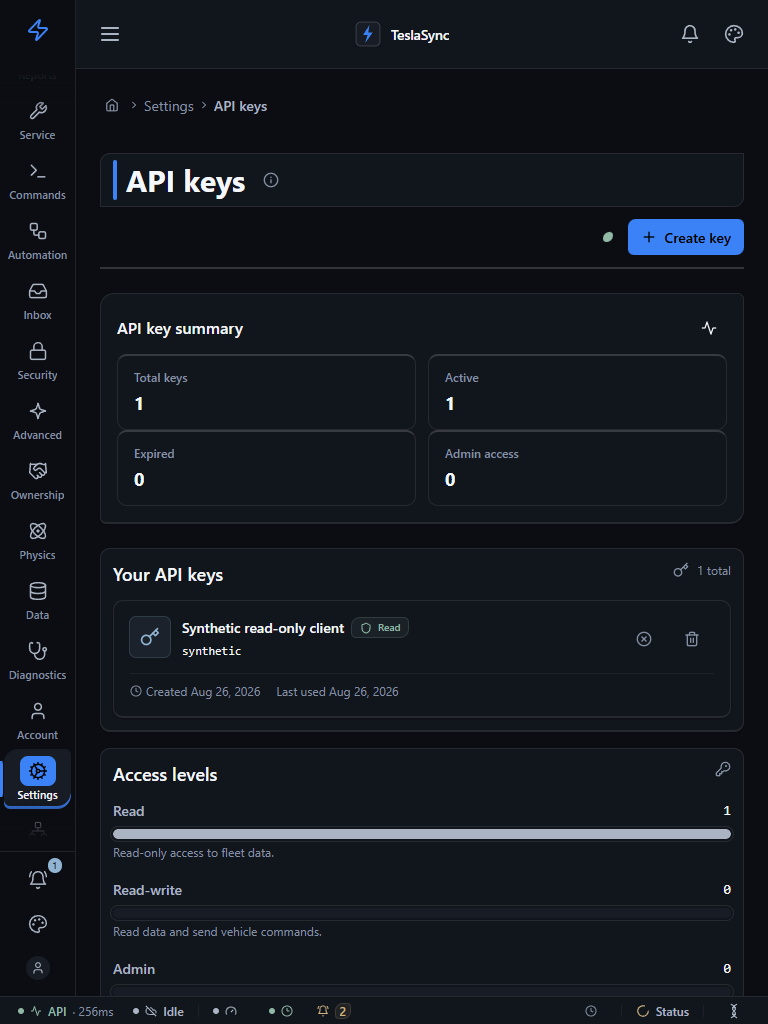 TeslaSync
Reports
Service
Commands
Automation
Inbox
Security
Advanced
Ownership
Physics
Data
Diagnostics
Account
Settings
1
Settings
API keys
API keys
Create key
API key summary
Total keys
1
Active
1
Expired
0
Admin access
0
Your API keys
1 total
Synthetic read-only client
Read
synthetic
Created Aug 26, 2026
Last used Aug 26, 2026
Access levels
Read
1
Read-only access to fleet data.
Read-write
0
Read data and send vehicle commands.
Admin
0
API · 256ms
Idle
2
Status